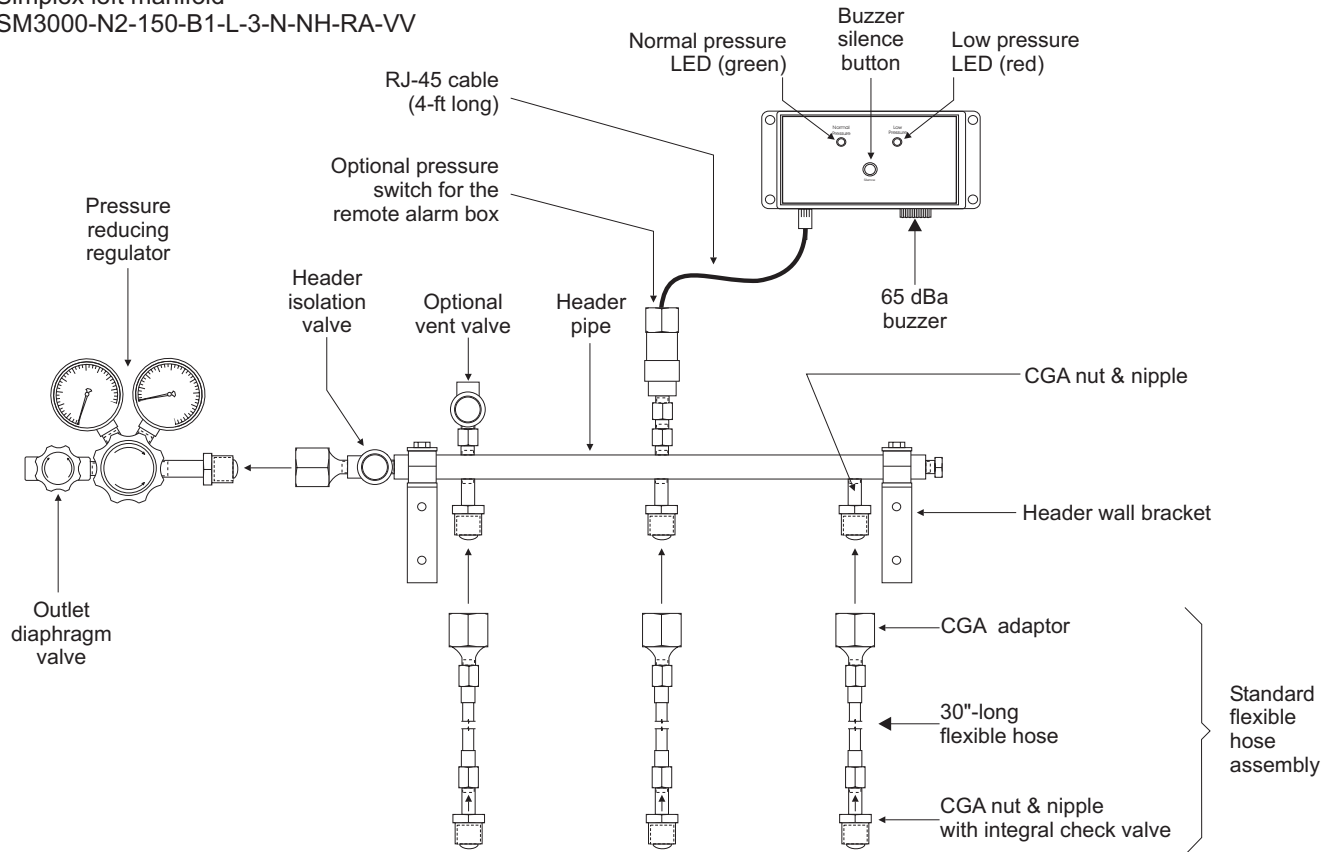 Simplex left manifold
SM3000-N2-150-B1-L-3-N-NH-RA-VV
Buzzer
silence
button
Normal pressure
LED (green)
Low pressure
LED (red)
RJ-45 cable
(4-ft long)
Normal
Pressure
Low
Pressure
Optional pressure
switch for the
remote alarm box
Pressure
reducing
regulator
Header
isolation
valve
Optional
vent valve
Header
pipe
65 dBa
buzzer
CGA nut & nipple
Header wall bracket
Outlet
diaphragm
valve
CGA adaptor
30"-long
flexible hose
Standard
flexible
hose
assembly
CGA nut & nipple
with integral check valve